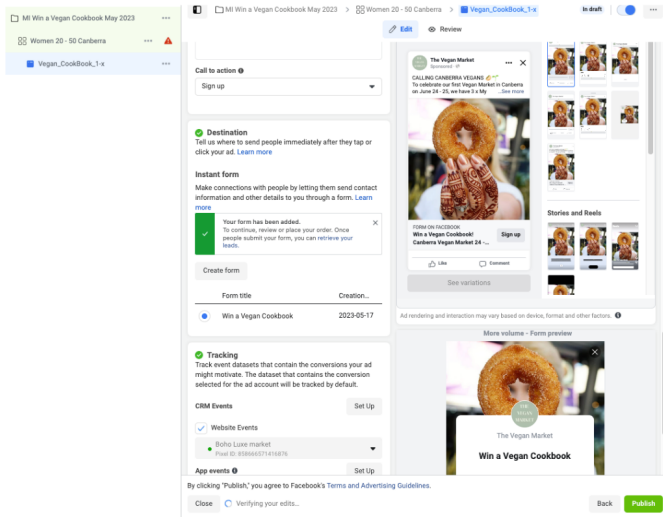 MI Win a Vegan Cookbook May 2023
Women 20 - 50 Canberra
Vegan_CookBook_1-x
MI Win a Vegan Cookbook May 2023 > Women 20 - 50 Canberra > Vegan_CookBook_1-x
In draft
Edit
Review
Call to action
Sign up
Destination
Tell us where to send people immediately after they tap or
click your ad. Learn more
Instant form
Make connections with people by letting them send contact
information and other details to you through a form. Learn
more
Your form has been added.
To continue, review or place your order. Once
people submit your form, you can retrieve your
leads.
Create form
Form title
Creation...
Win a Vegan Cookbook
2023-05-17
Tracking
Track event datasets that contain the conversions your ad
might motivate. The dataset that contains the conversion
selected for the ad account will be tracked by default.
CRM Events
Set Up
Website Events
Boho Luxe market
Pixel ID: 858666571416876
App events
Set Up
The Vegan Market
Sponsored
CALLING CANBERRA VEGANS
To celebrate our first Vegan Market in Canberra
on June 24 - 25, we have 3 x My ...See more
FORM ON FACEBOOK
Win a Vegan Cookbook!
Canberra Vegan Market 24 -...
Sign up
Like
Comment
See variations
Stories and Reels
Ad rendering and interaction may vary based on device, format and other factors.
More volume - Form preview
THE
VEGAN
MARKET
The Vegan Market
Win a Vegan Cookbook
By clicking "Publish," you agree to Facebook's Terms and Advertising Guidelines.
Close
Verifying your edits...
Back
Publish